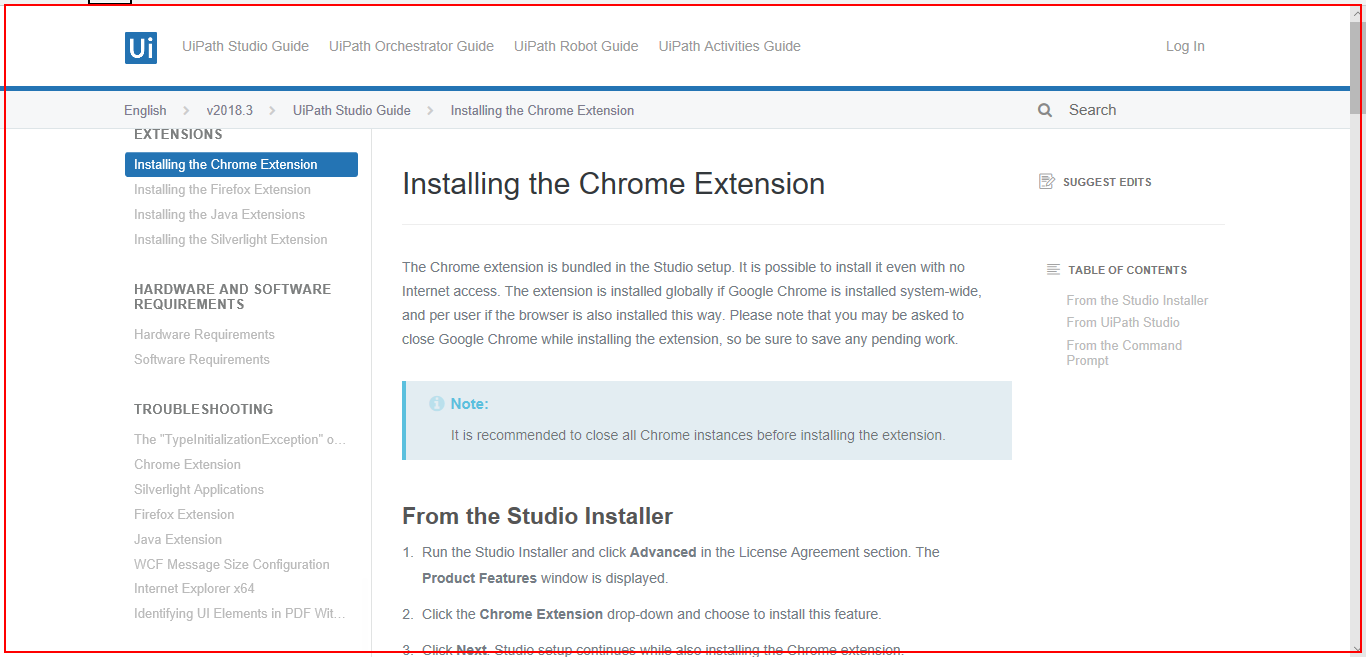 Ui
UiPath Studio Guide UiPath Orchestrator Guide UiPath Robot Guide UiPath Activities Guide Log In
English v2018.3 UiPath Studio Guide Installing the Chrome Extension Search
EXTENSIONS
Installing the Chrome Extension
Installing the Firefox Extension
Installing the Java Extensions
Installing the Silverlight Extension
HARDWARE AND SOFTWARE
REQUIREMENTS
Hardware Requirements
Software Requirements
TROUBLESHOOTING
The "TypeInitializationException" o...
Chrome Extension
Silverlight Applications
Firefox Extension
Java Extension
WCF Message Size Configuration
Internet Explorer x64
Identifying UI Elements in PDF Wit...
Installing the Chrome Extension
The Chrome extension is bundled in the Studio setup. It is possible to install it even with no
Internet access. The extension is installed globally if Google Chrome is installed system-wide,
and per user if the browser is also installed this way. Please note that you may be asked to
close Google Chrome while installing the extension, so be sure to save any pending work.
Note:
It is recommended to close all Chrome instances before installing the extension.
From the Studio Installer
1. Run the Studio Installer and click Advanced in the License Agreement section. The
Product Features window is displayed.
2. Click the Chrome Extension drop-down and choose to install this feature.
3. Click Next. Studio setup continues while also installing the Chrome extension.
SUGGEST EDITS
TABLE OF CONTENTS
From the Studio Installer
From UiPath Studio
From the Command
Prompt